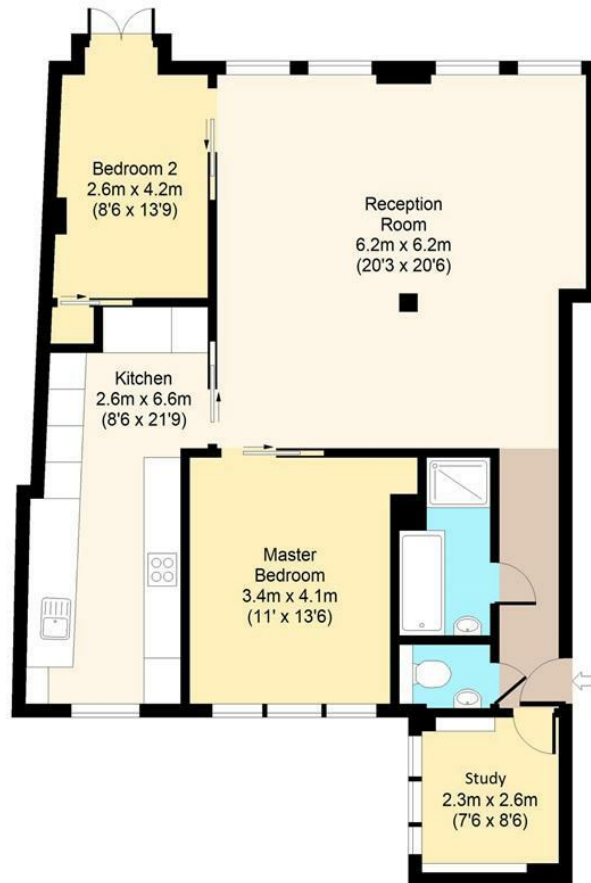 Bedroom 2
2.6m x 4.2m
(8'6 x 13'9)
Reception
Room
6.2m x 6.2m
(20'3 x 20'6)
Kitchen
2.6m x 6.6m
(8'6 x 21'9)
Master
Bedroom
3.4m x 4.1m
(11' x 13'6)
Study
2.3m x 2.6m
(7'6 x 8'6)